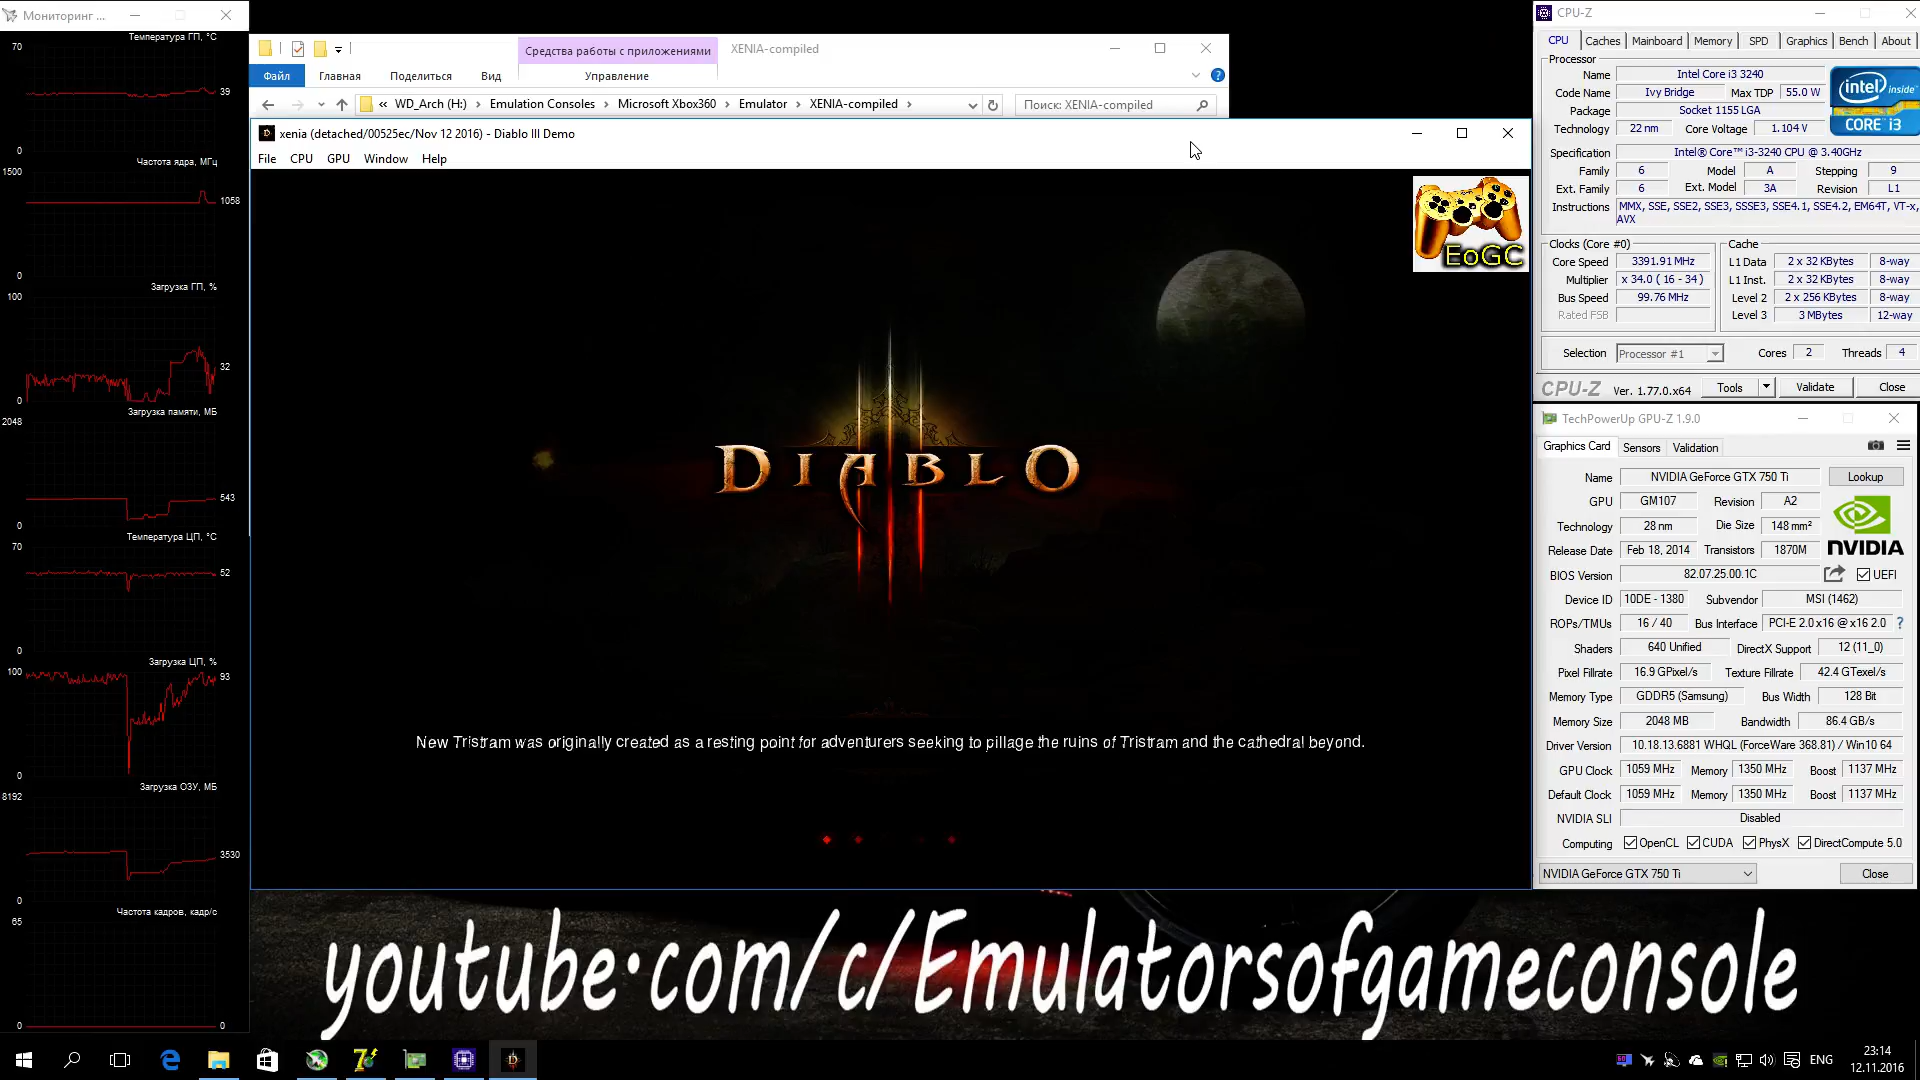 Мониторинг ...
Температура ГП, °C
70
39
0
Частота ядра, МГц
1500
1058
0
Загрузка ГП, %
100
32
0
Загрузка памяти, МБ
2048
543
0
Температура ЦП, °C
70
52
0
Загрузка ЦП, %
100
93
0
Загрузка ОЗУ, МБ
8192
3530
0
Частота кадров, кадр/с
65
0
0
Средства работы с приложениями
XENIA-compiled
Файл
Главная
Поделиться
Вид
Управление
« WD_Arch (H:) › Emulation Consoles › Microsoft Xbox360 › Emulator › XENIA-compiled ›
Поиск: XENIA-compiled
xenia (detached/00525ec/Nov 12 2016) - Diablo III Demo
File CPU GPU Window Help
EoGC
DIABLO
New Tristram was originally created as a resting point for adventurers seeking to pillage the ruins of Tristram and the cathedral beyond.
youtube.com/c/Emulatorsofgameconsole
CPU-Z
CPU Caches Mainboard Memory SPD Graphics Bench About
Processor
Name Intel Core i3 3240
Code Name Ivy Bridge Max TDP 55.0 W
Package Socket 1155 LGA
Technology 22 nm Core Voltage 1.104 V
intel inside™
CORE i3
Specification Intel® Core™ i3-3240 CPU @ 3.40GHz
Family 6 Model A Stepping 9
Ext. Family 6 Ext. Model 3A Revision L1
Instructions MMX, SSE, SSE2, SSE3, SSSE3, SSE4.1, SSE4.2, EM64T, VT-x,
AVX
Clocks (Core #0)
Core Speed 3391.91 MHz
Multiplier x 34.0 ( 16 - 34 )
Bus Speed 99.76 MHz
Rated FSB
Cache
L1 Data 2 x 32 KBytes 8-way
L1 Inst. 2 x 32 KBytes 8-way
Level 2 2 x 256 KBytes 8-way
Level 3 3 MBytes 12-way
Selection Processor #1 Cores 2 Threads 4
CPU-Z Ver. 1.77.0.x64 Tools Validate Close
TechPowerUp GPU-Z 1.9.0
Graphics Card Sensors Validation
Name NVIDIA GeForce GTX 750 Ti Lookup
GPU GM107 Revision A2
Technology 28 nm Die Size 148 mm²
Release Date Feb 18, 2014 Transistors 1870M
NVIDIA
BIOS Version 82.07.25.00.1C UEFI
Device ID 10DE - 1380 Subvendor MSI (1462)
ROPs/TMUs 16 / 40 Bus Interface PCI-E 2.0 x16 @ x16 2.0 ?
Shaders 640 Unified DirectX Support 12 (11_0)
Pixel Fillrate 16.9 GPixel/s Texture Fillrate 42.4 GTexel/s
Memory Type GDDR5 (Samsung) Bus Width 128 Bit
Memory Size 2048 MB Bandwidth 86.4 GB/s
Driver Version 10.18.13.6881 WHQL (ForceWare 368.81) / Win10 64
GPU Clock 1059 MHz Memory 1350 MHz Boost 1137 MHz
Default Clock 1059 MHz Memory 1350 MHz Boost 1137 MHz
NVIDIA SLI Disabled
Computing OpenCL CUDA PhysX DirectCompute 5.0
NVIDIA GeForce GTX 750 Ti Close
ENG
23:14
12.11.2016